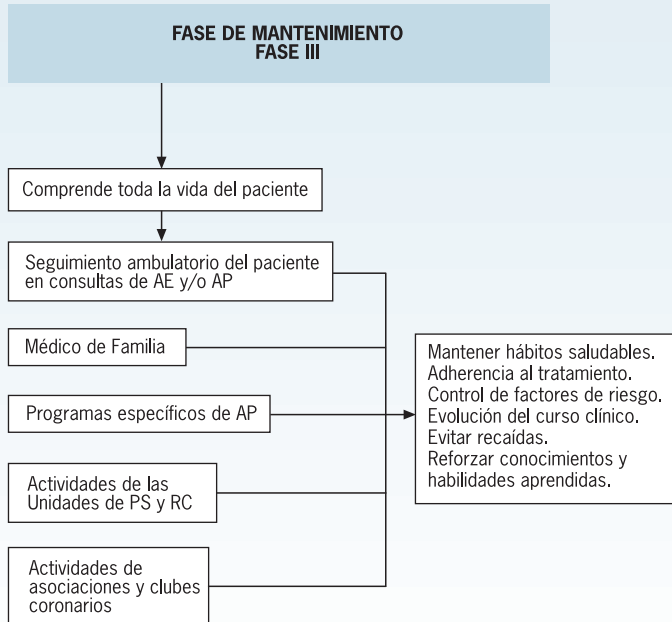 FASE DE MANTENIMIENTO
FASE III
Comprende toda la vida del paciente
Seguimiento ambulatorio del paciente
en consultas de AE y/o AP
Médico de Familia
Programas específicos de AP
Actividades de las
Unidades de PS y RC
Actividades de
asociaciones y clubes
coronarios
Mantener hábitos saludables.
Adherencia al tratamiento.
Control de factores de riesgo.
Evolución del curso clínico.
Evitar recaídas.
Reforzar conocimientos y
habilidades aprendidas.